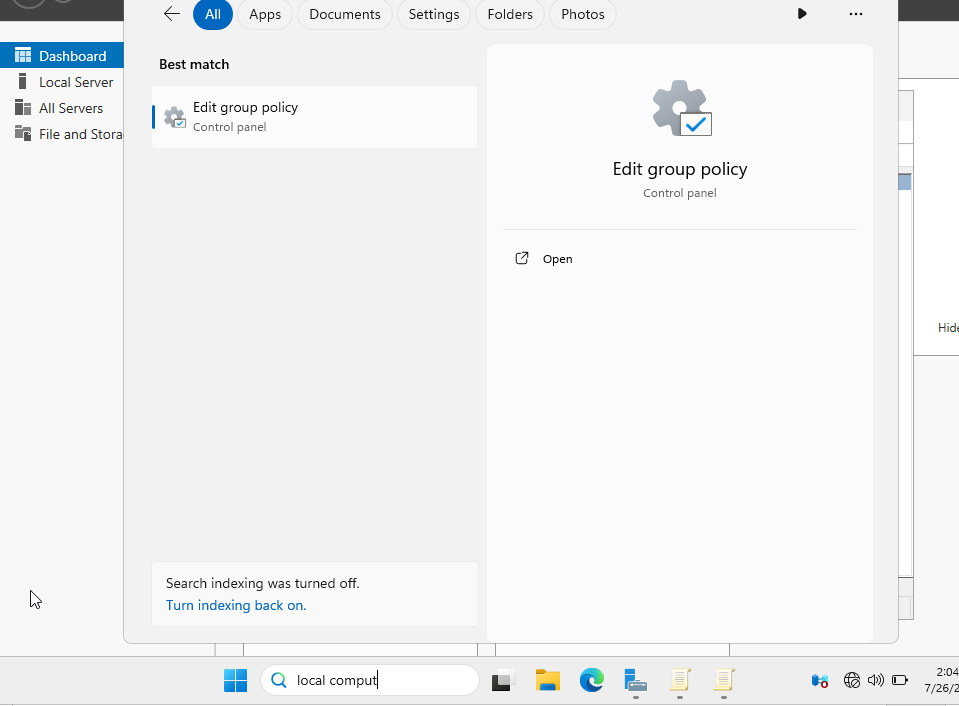 All
Apps
Documents
Settings
Folders
Photos
Dashboard
Local Server
All Servers
File and Stora
Best match
Edit group policy
Control panel
Edit group policy
Control panel
Open
Hide
Search indexing was turned off.
Turn indexing back on.
local comput
2:04
7/26/2